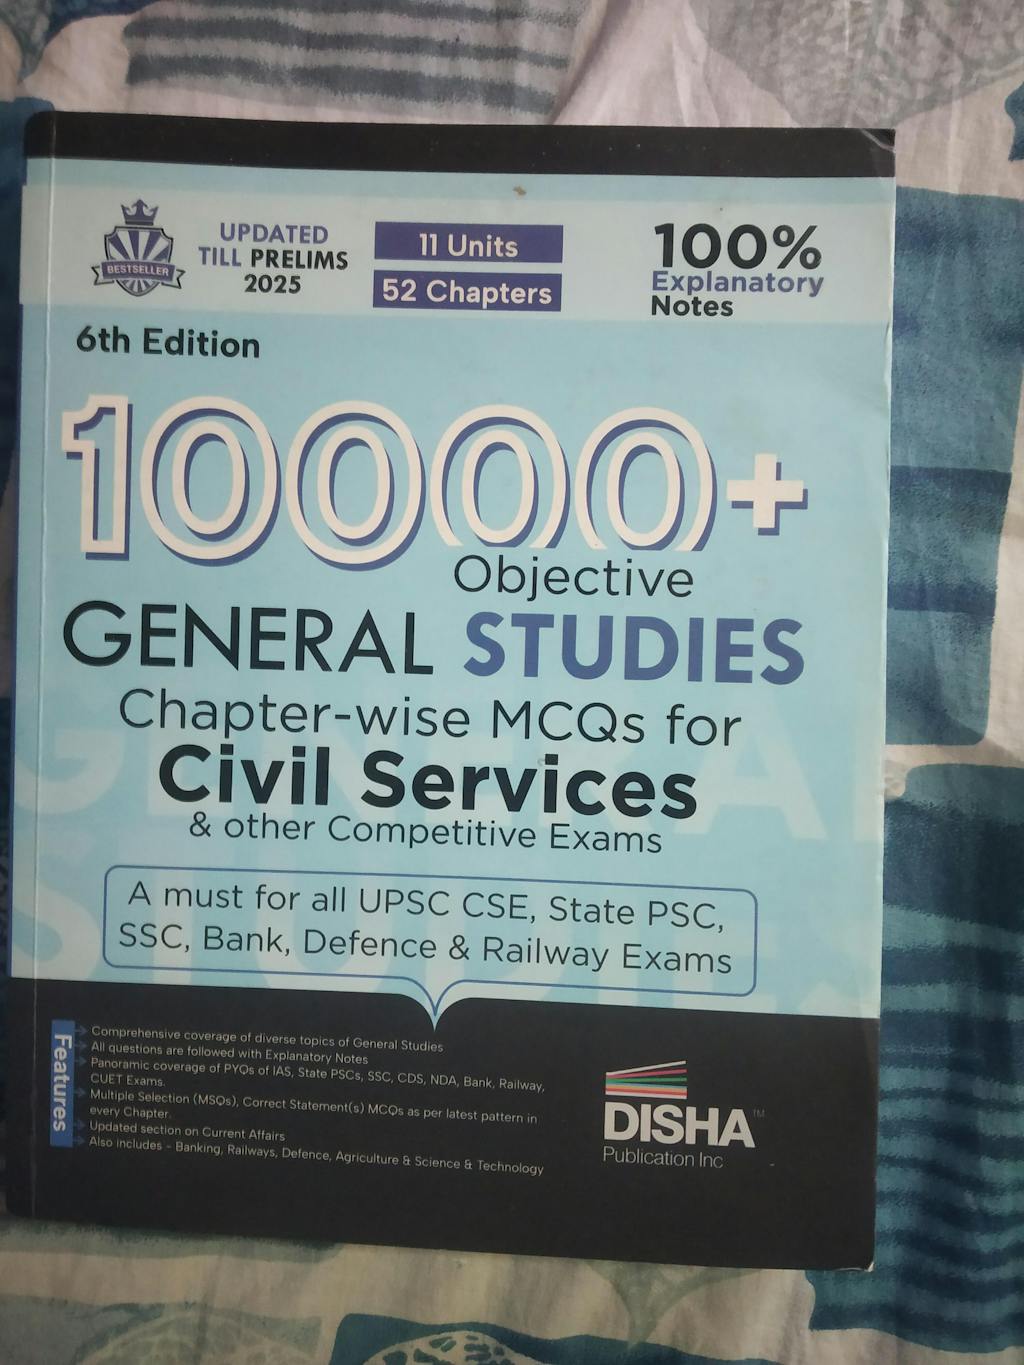 BESTSELLER
UPDATED
TILL PRELIMS
2025
11 Units
52 Chapters
100%
Explanatory
Notes
6th Edition
10000+
Objective
GENERAL STUDIES
Chapter-wise MCQs for
Civil Services
& other Competitive Exams
A must for all UPSC CSE, State PSC,
SSC, Bank, Defence & Railway Exams
Features
Comprehensive coverage of diverse topics of General Studies
All questions are followed with Explanatory Notes
Panoramic coverage of PYQs of IAS, State PSCs, SSC, CDS, NDA, Bank, Railway,
CUET Exams.
Multiple Selection (MSQs), Correct Statement(s) MCQs as per latest pattern in
every Chapter.
Updated section on Current Affairs
Also includes - Banking, Railways, Defence, Agriculture & Science & Technology
DISHA™
Publication Inc
GENERAL
STUDIES